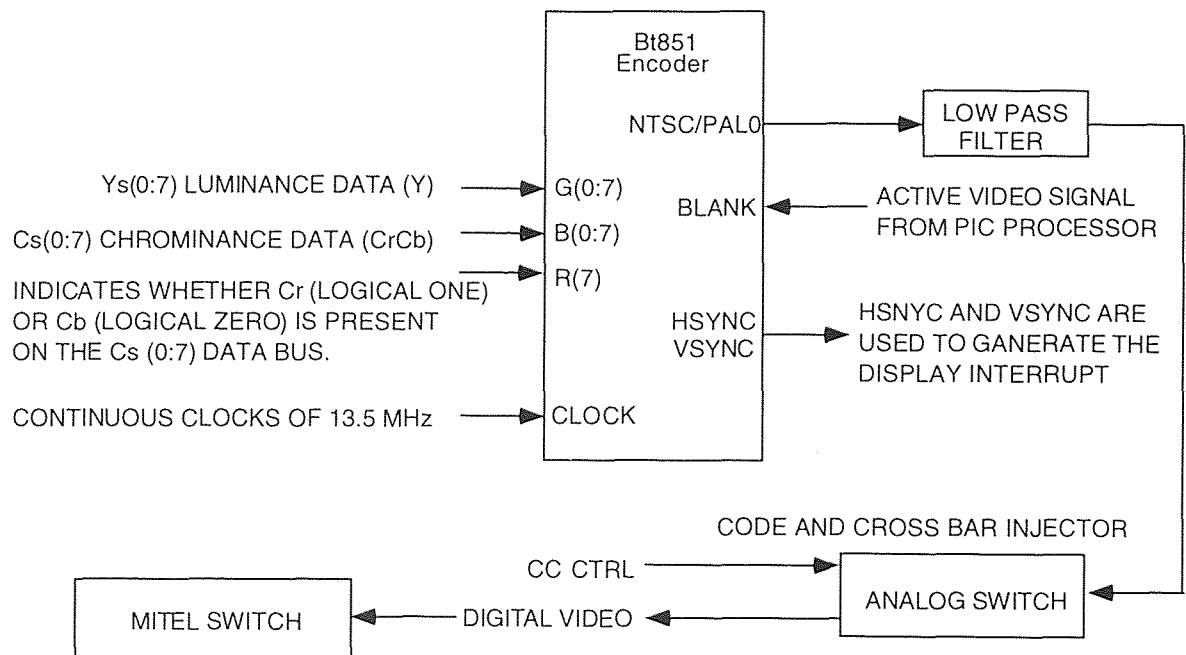 Bt851
Encoder
NTSC/PAL0
LOW PASS
FILTER
Ys(0:7) LUMINANCE DATA (Y)
G(0:7)
BLANK
ACTIVE VIDEO SIGNAL
FROM PIC PROCESSOR
Cs(0:7) CHROMINANCE DATA (CrCb)
B(0:7)
R(7)
INDICATES WHETHER Cr (LOGICAL ONE)
OR Cb (LOGICAL ZERO) IS PRESENT
ON THE Cs (0:7) DATA BUS.
HSYNC
VSYNC
HSNYC AND VSYNC ARE
USED TO GANERATE THE
DISPLAY INTERRUPT
CONTINUOUS CLOCKS OF 13.5 MHz
CLOCK
CODE AND CROSS BAR INJECTOR
CC CTRL
ANALOG SWITCH
DIGITAL VIDEO
MITEL SWITCH